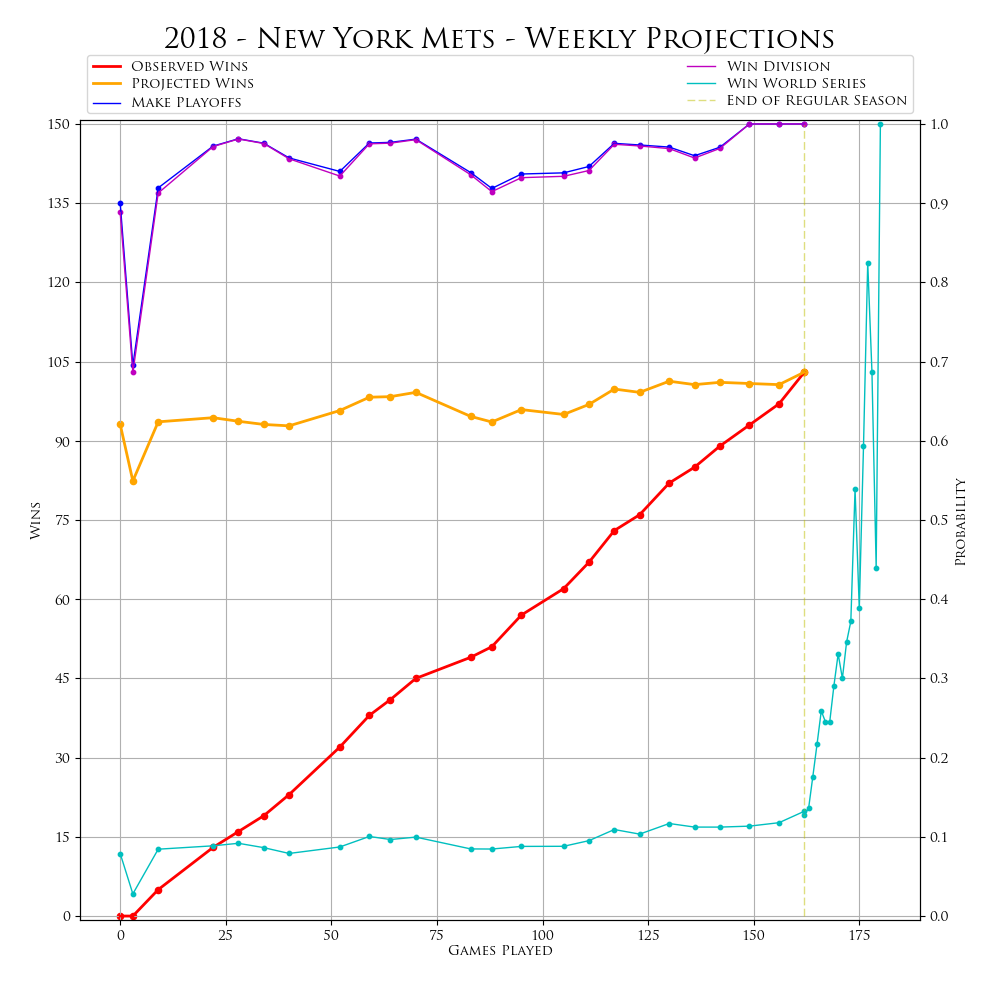 2018 - New York Mets - Weekly Projections
Observed Wins
Projected Wins
Make Playoffs
Win Division
Win World Series
End of Regular Season
150
135
120
105
90
75
60
45
30
15
0
Wins
1.0
0.9
0.8
0.7
0.6
0.5
0.4
0.3
0.2
0.1
0.0
Probability
0 25 50 75 100 125 150 175
Games Played